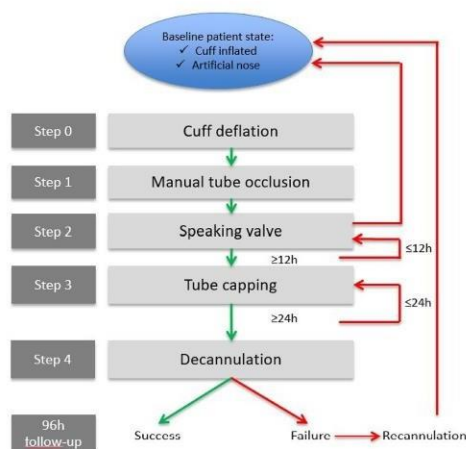 Baseline patient state:
✓ Cuff inflated
✓ Artificial nose
Step 0
Cuff deflation
Step 1
Manual tube occlusion
Step 2
Speaking valve
≤12h
≥12h
Step 3
Tube capping
≤24h
≥24h
Step 4
Decannulation
96h
follow-up
Success
Failure
Recannulation